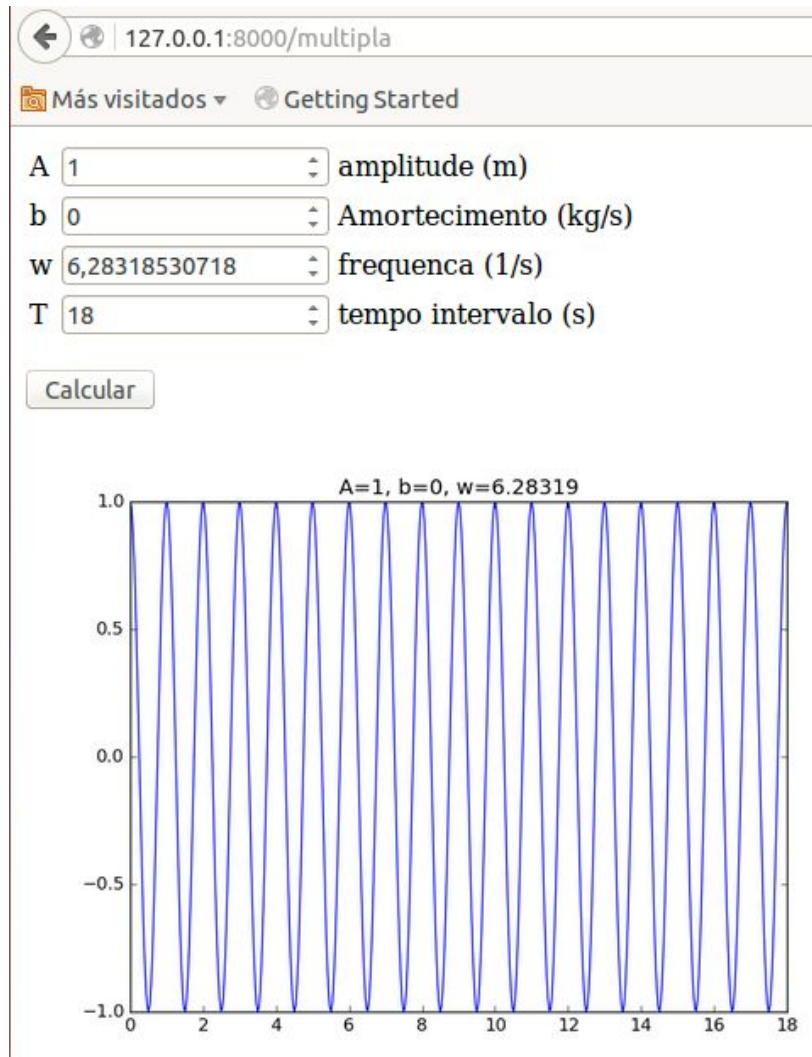 127.0.0.1:8000/multipla
Más visitados Getting Started
A 1 amplitude (m)
b 0 Amortecimento (kg/s)
w 6,28318530718 frequenca (1/s)
T 18 tempo intervalo (s)
Calcular
A=1, b=0, w=6.28319
1.0
0.5
0.0
−0.5
−1.0
0 2 4 6 8 10 12 14 16 18